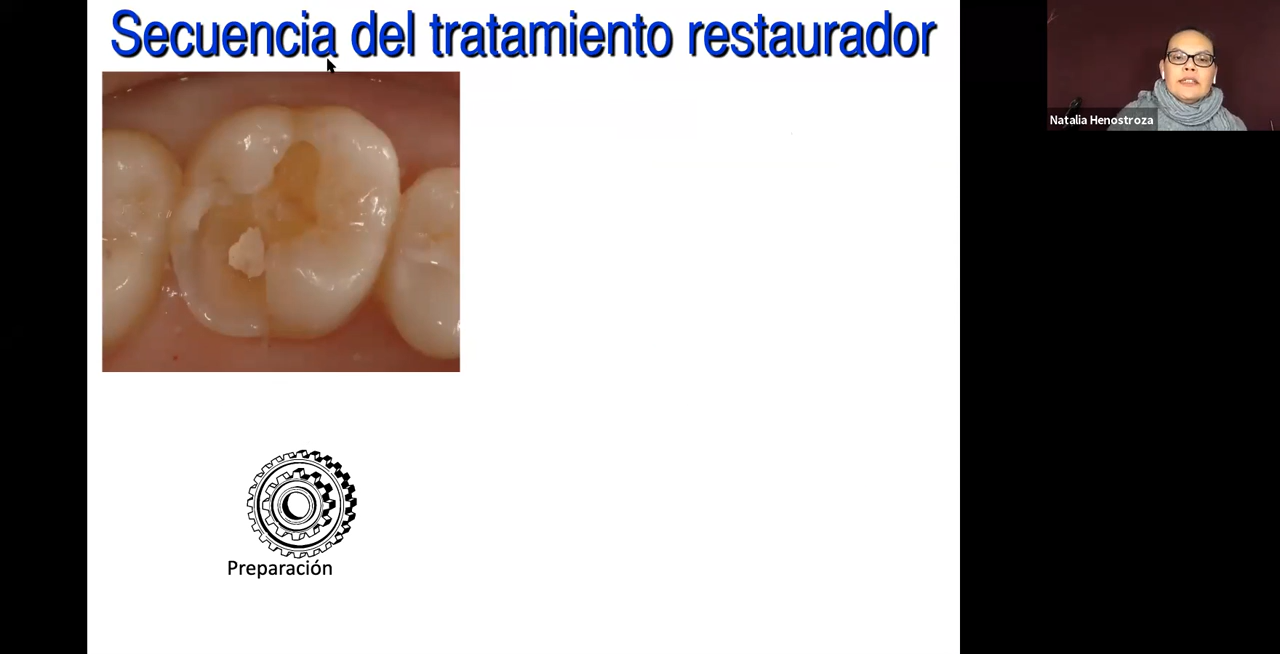 Secuencia del tratamiento restaurador
Natalia Henostroza
Preparación